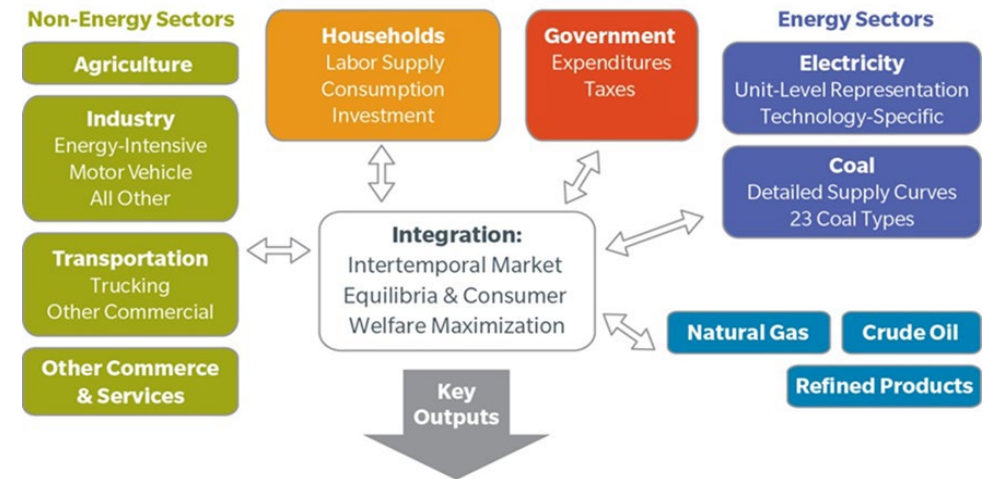 Non-Energy Sectors
Agriculture
Industry
Energy-Intensive
Motor Vehicle
All Other
Transportation
Trucking
Other Commercial
Other Commerce
& Services
Households
Labor Supply
Consumption
Investment
Government
Expenditures
Taxes
Integration:
Intertemporal Market
Equilibria & Consumer
Welfare Maximization
Key
Outputs
Energy Sectors
Electricity
Unit-Level Representation
Technology-Specific
Coal
Detailed Supply Curves
23 Coal Types
Natural Gas
Crude Oil
Refined Products